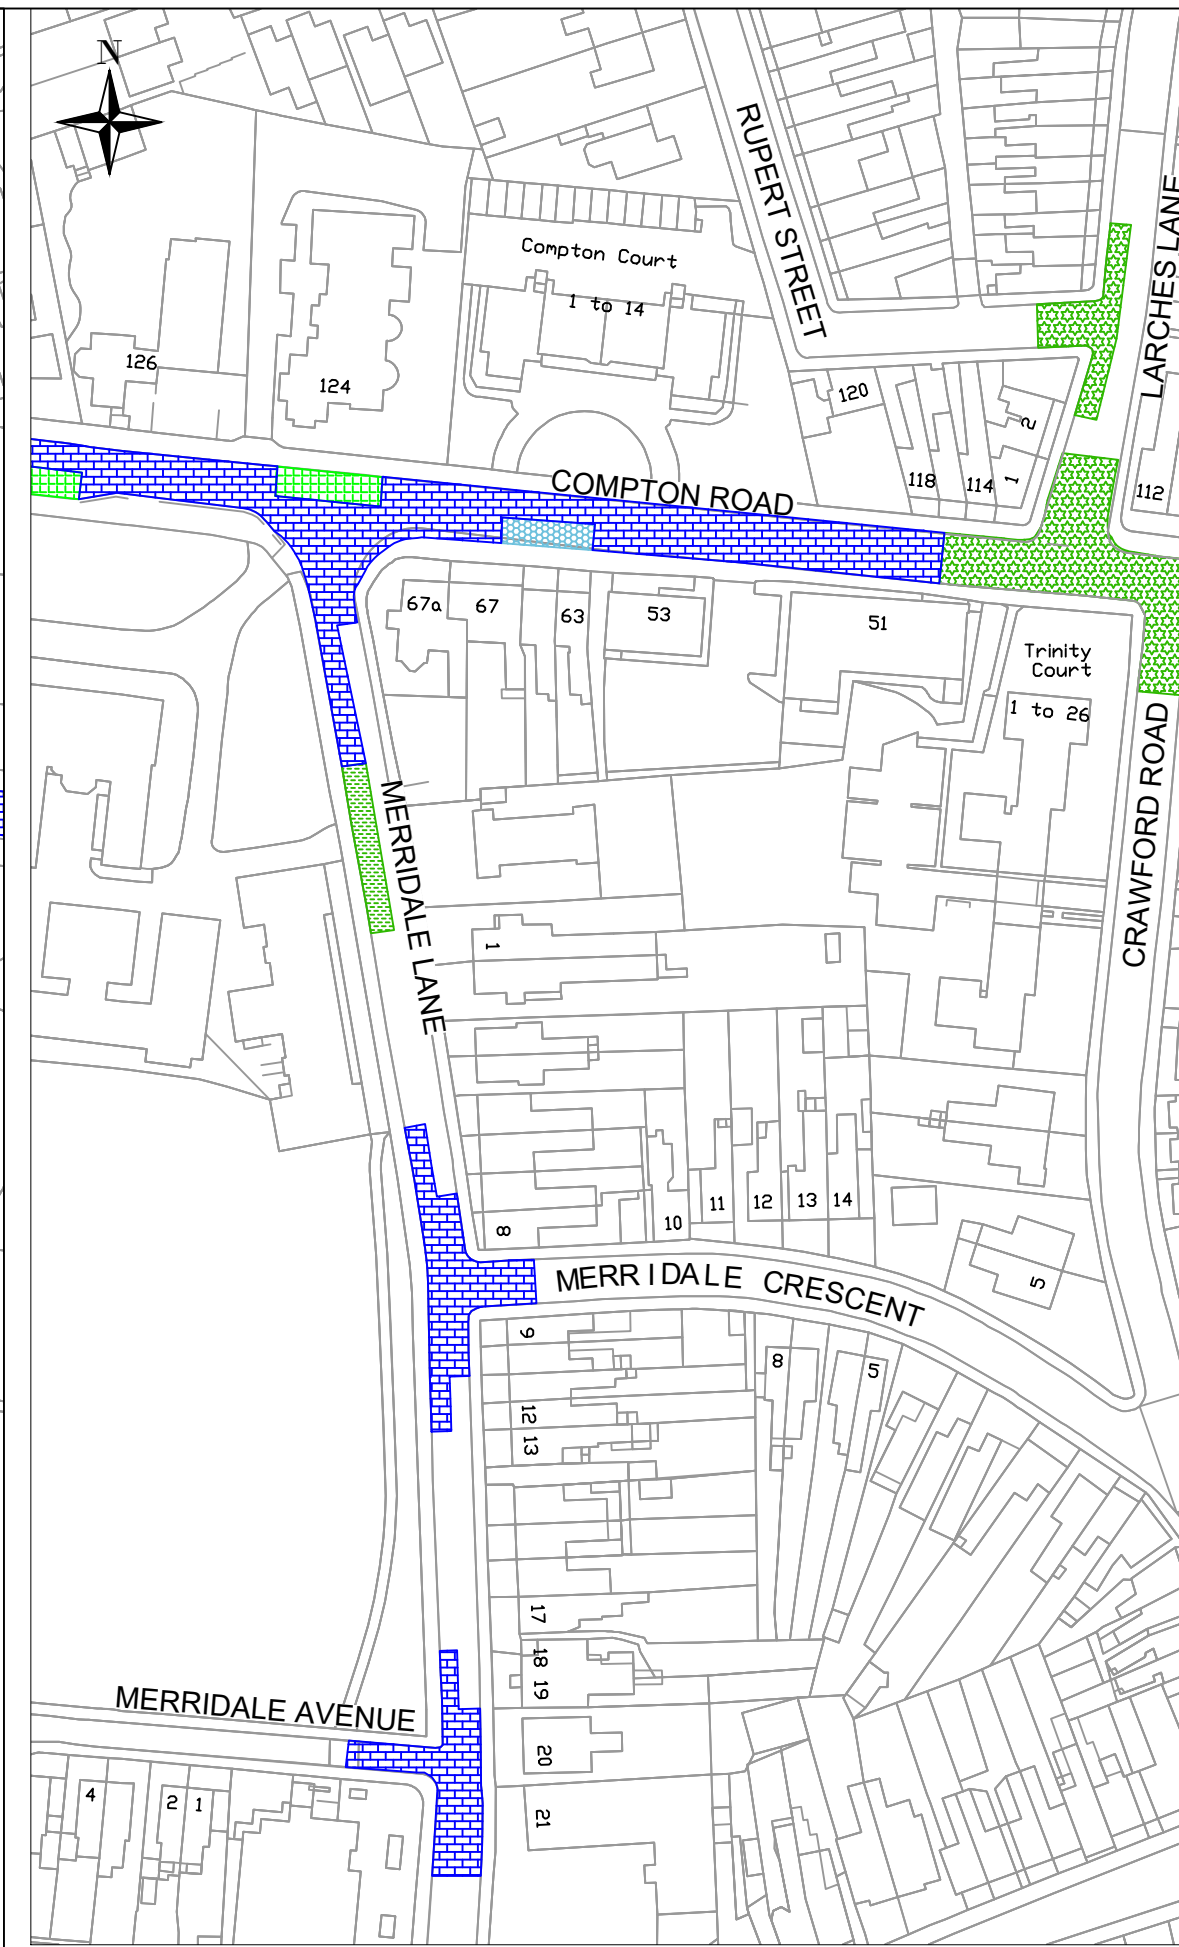 N
RUPERT STREET
LARCHES LANE
Compton Court
1 to 14
126
124
120
2
118
114
1
112
COMPTON ROAD
67a
67
63
53
51
Trinity
Court
1 to 26
CRAWFORD ROAD
MERRIDALE LANE
1
8
10
11
12
13
14
5
MERRIDALE CRESCENT
9
12
13
8
5
17
18
19
20
21
MERRIDALE AVENUE
4
2
1